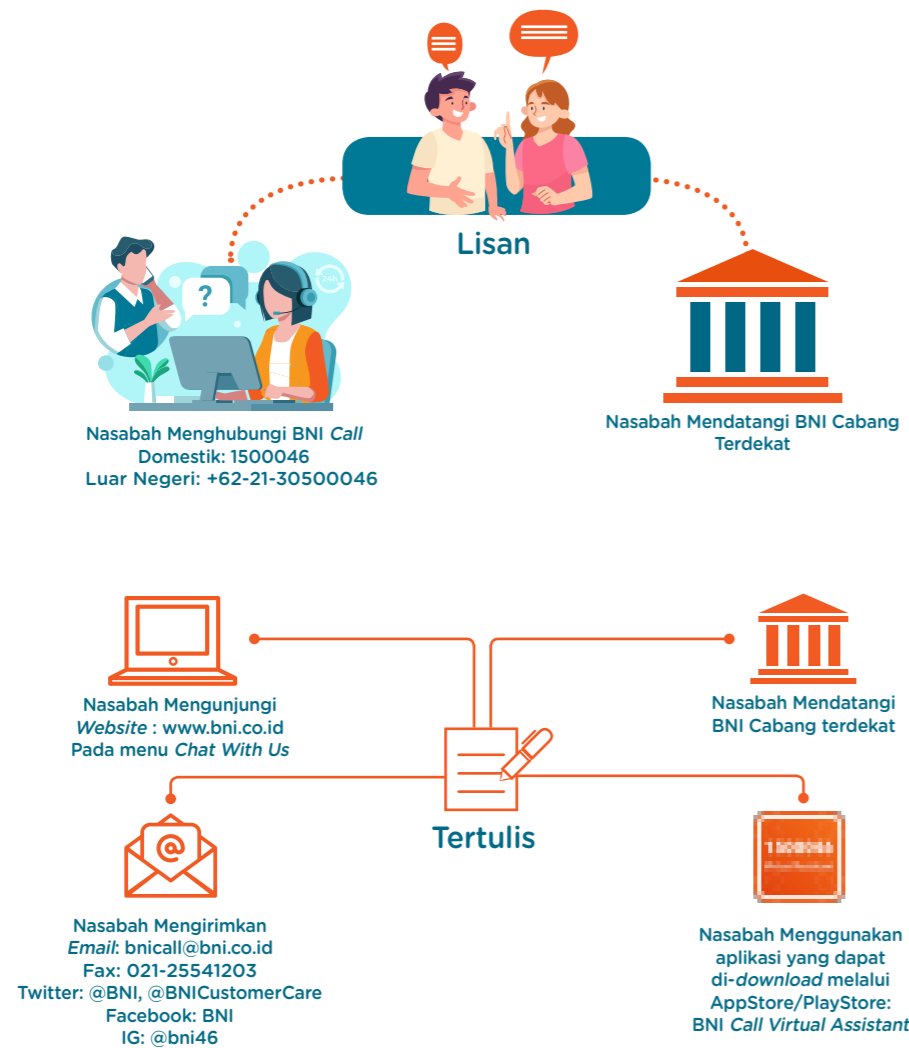 Lisan
24h
?
Nasabah Menghubungi BNI Call
Domestik: 1500046
Luar Negeri: +62-21-30500046
Nasabah Mendatangi BNI Cabang
Terdekat
Nasabah Mengunjungi
Website : www.bni.co.id
Pada menu Chat With Us
Nasabah Mendatangi
BNI Cabang terdekat
Tertulis
@
Nasabah Mengirimkan
Email: bnicall@bni.co.id
Fax: 021-25541203
Twitter: @BNI, @BNICustomerCare
Facebook: BNI
IG: @bni46
1500046
Nasabah Menggunakan
aplikasi yang dapat
di-download melalui
AppStore/PlayStore:
BNI Call Virtual Assistant